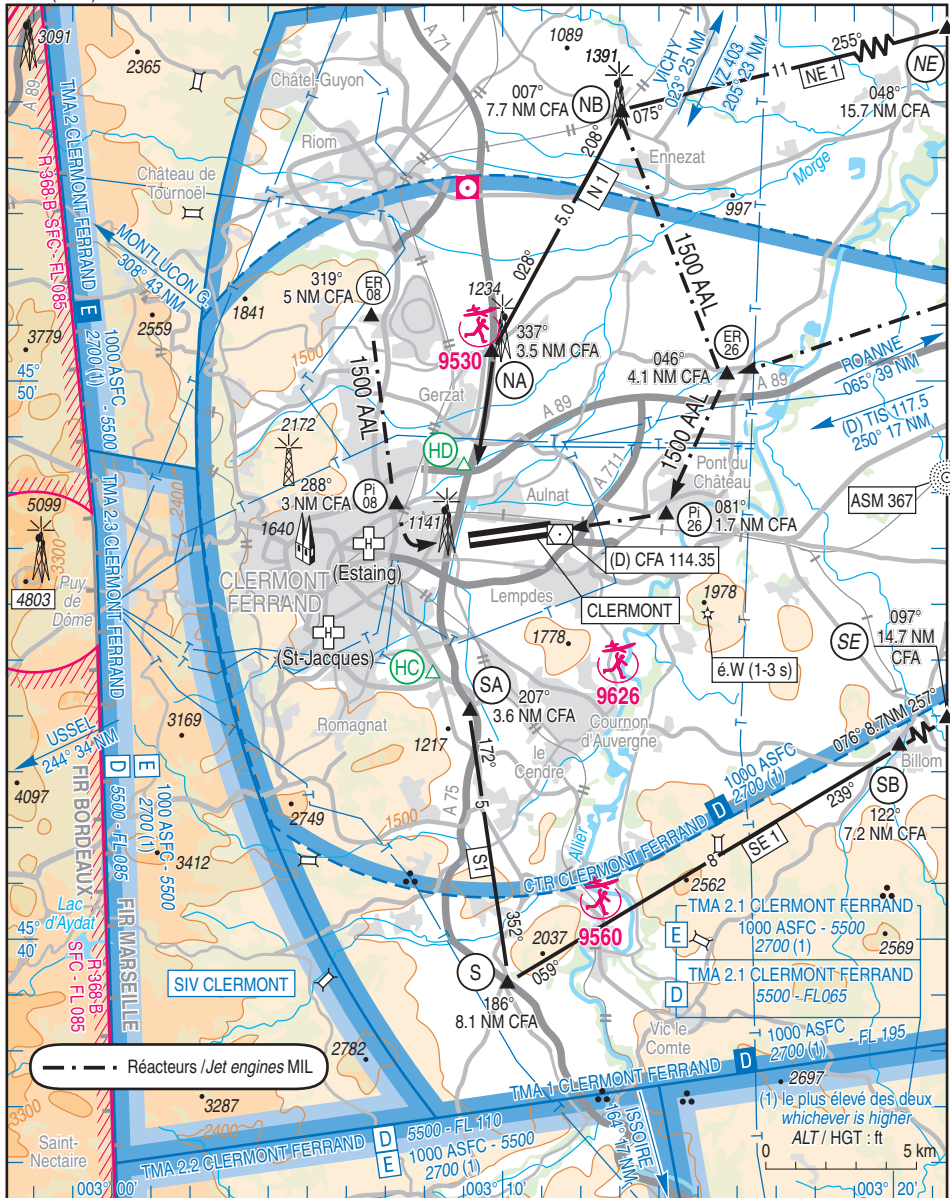 3091
2365
1089
1391
A 71
VICHY
023° 25 NM
VZ 403
205° 23 NM
255°
NE
11
NE 1
048°
15.7 NM CFA
Châtel-Guyon
007°
7.7 NM CFA
NB
075°
208°
A 89
Riom
Ennezat
Morge
TMA 2 CLERMONT FERRAND
R 368 B SFC - FL 085
Château de
Tournoël
N 1
5.0
997
MONTLUCON G.
308° 43 NM
028°
1500 AAL
319°
5 NM CFA
ER
08
1234
E
1000 ASFC - 5500
2700 (1)
2559
1841
3779
9530
337°
3.5 NM CFA
NA
ER
26
046°
4.1 NM CFA
ROANNE
065° 39 NM
45°
50'
1500
1500 AAL
Gerzat
A 89
A 89
(D) TIS 117.5
250° 17 NM
2172
HD
A 711
1500 AAL
Pont du
Château
TMA 2.3 CLERMONT FERRAND
2400
288°
3 NM CFA
Pi
08
Aulnat
ASM 367
5099
3300
1640
1141
Pi
26
081°
1.7 NM CFA
(D) CFA 114.35
4803
Puy
de
Dôme
CLERMONT
FERRAND
(Estaing)
Lempdes
CLERMONT
1978
(St-Jacques)
1778
SE
097°
14.7 NM
CFA
HC
é.W (1-3 s)
9626
SA
207°
3.6 NM CFA
Romagnat
1217
Cournon
d'Auvergne
le
Cendre
USSEL
244° 34 NM
3169
172°
076° 8.7NM 257°
1000 ASFC
2700 (1)
Billom
D
E
4097
FIR BORDEAUX
FIR MARSEILLE
5500 - FL085
1000 ASFC - 5500
2700 (1)
2749
1500
A 75
5
Allier
D
SB
239°
122°
7.2 NM CFA
3412
S1
CTR CLERMONT FERRAND
8
SE 1
2562
Lac
d'Aydat
R 368 B
SFC - FL 085
352°
9560
TMA 2.1 CLERMONT FERRAND
E
1000 ASFC - 5500
2700 (1)
2569
45°
40'
2037
S
059°
TMA 2.1 CLERMONT FERRAND
D
5500 - FL065
SIV CLERMONT
186°
8.1 NM CFA
Vic le
Comte
1000 ASFC
2700 (1)
- FL 195
2782
Réacteurs / Jet engines MIL
TMA 1 CLERMONT FERRAND
D
2697
3300
3287
2400
(1) le plus élevé des deux
whichever is higher
ALT / HGT : ft
ISSOIRE
164° 17 NM
Saint-
Nectaire
TMA 2.2 CLERMONT FERRAND
D
E
5500 - FL 110
1000 ASFC - 5500
2700 (1)
0
5 km
003° 00'
003° 10'
003° 20'